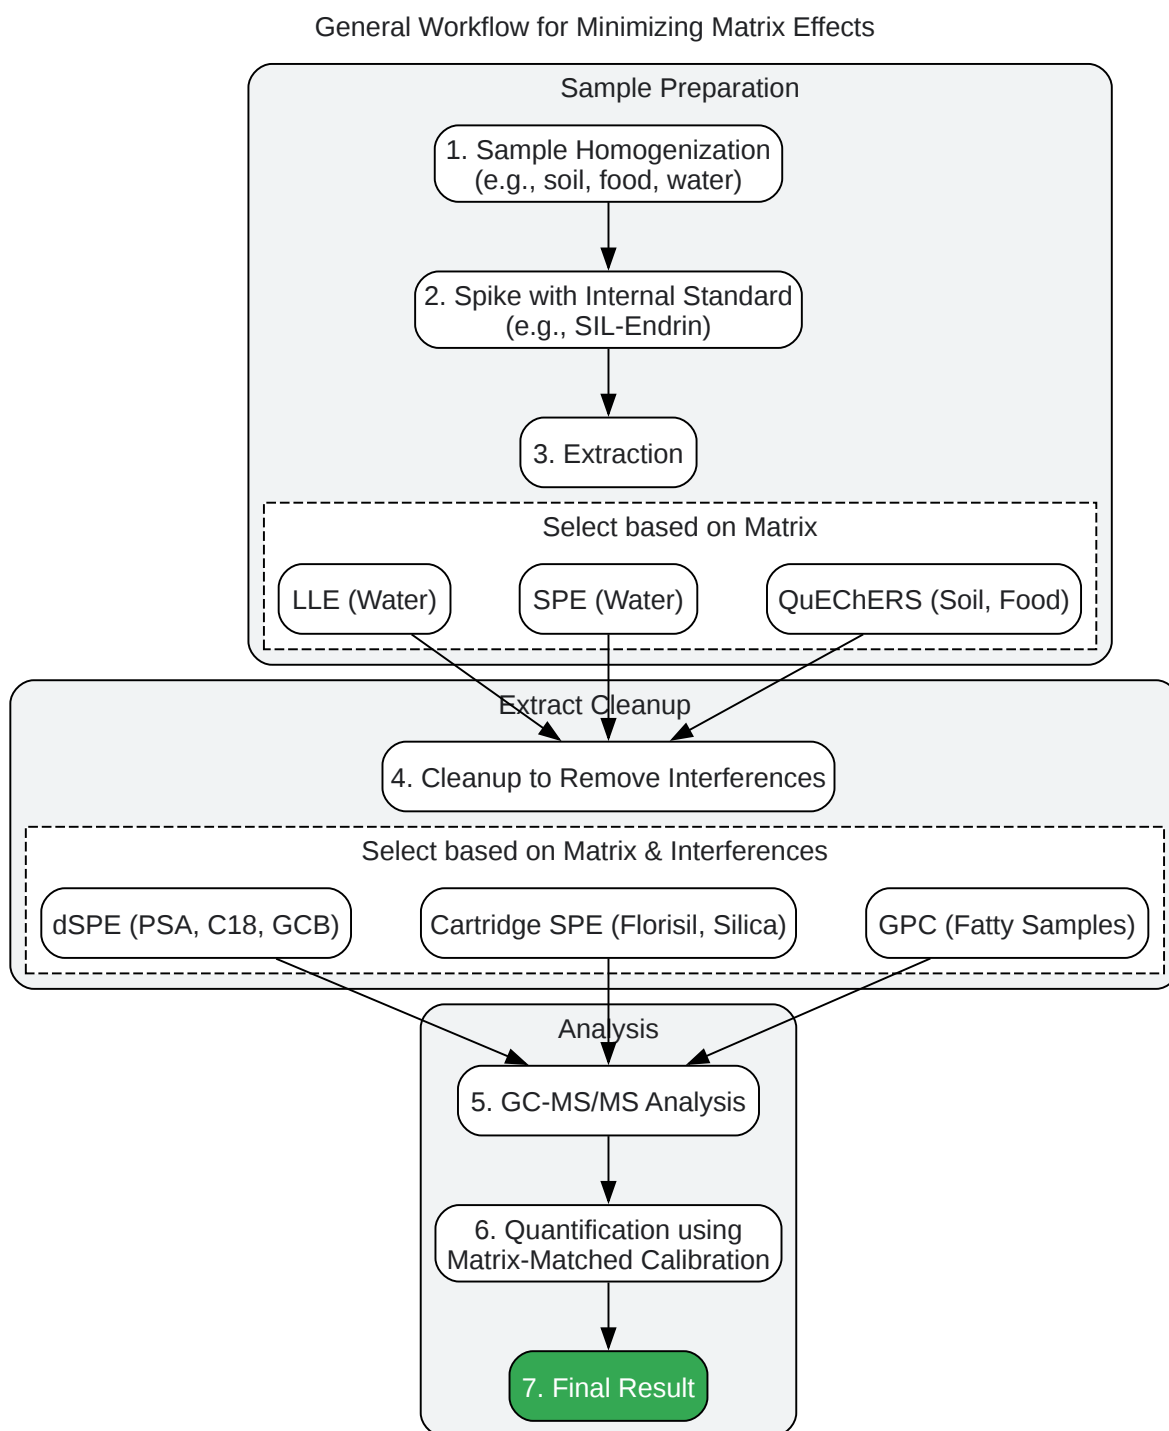 General Workflow for Minimizing Matrix Effects
Sample Preparation
1. Sample Homogenization
(e.g., soil, food, water)
2. Spike with Internal Standard
(e.g., SIL-Endrin)
3. Extraction
Select based on Matrix
LLE (Water)
SPE (Water)
QuEChERS (Soil, Food)
Extract Cleanup
4. Cleanup to Remove Interferences
Select based on Matrix & Interferences
dSPE (PSA, C18, GCB)
Cartridge SPE (Florisil, Silica)
GPC (Fatty Samples)
Analysis
5. GC-MS/MS Analysis
6. Quantification using
Matrix-Matched Calibration
7. Final Result